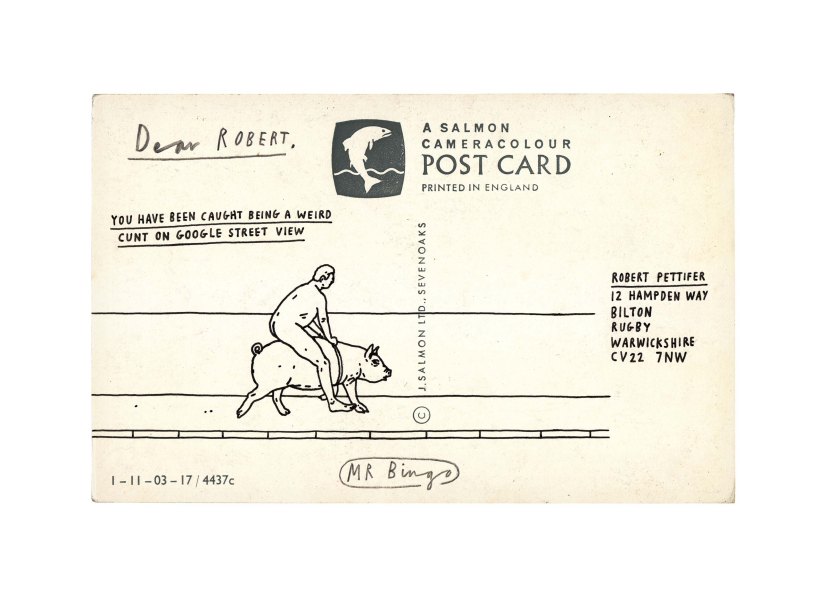 Dear ROBERT.
A SALMON
CAMERACOLOUR
POST CARD
PRINTED IN ENGLAND
YOU HAVE BEEN CAUGHT BEING A WEIRD
CUNT ON GOOGLE STREET VIEW
© J. SALMON LTD., SEVENOAKS
ROBERT PETTIFER
12 HAMPDEN WAY
BILTON
RUGBY
WARWICKSHIRE
CV22 7NW
1-11-03-17/4437c
MR Bingo